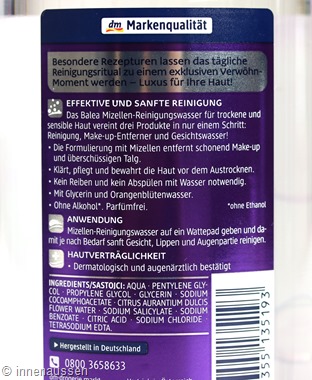 dm Markenqualität
Besondere Rezepturen lassen das tägliche
Reinigungsritual zu einem exklusiven Verwöhn-
Moment werden – Luxus für Ihre Haut!
EFFEKTIVE UND SANFTE REINIGUNG
Das Balea Mizellen-Reinigungswasser für trockene und
sensible Haut vereint drei Produkte in nur einem Schritt:
Reinigung, Make-up-Entferner und Gesichtswasser!
• Die Formulierung mit Mizellen entfernt schonend Make-up
und überschüssigen Talg.
• Klärt, pflegt und bewahrt die Haut vor dem Austrocknen.
• Kein Reiben und kein Abspülen mit Wasser notwendig.
• Mit Glycerin und Orangenblütenwasser.
• Ohne Alkohol*. Parfümfrei. *ohne Ethanol
ANWENDUNG
Mizellen-Reinigungswasser auf ein Wattepad geben und da-
mit je nach Bedarf sanft Gesicht, Lippen und Augenpartie reinigen.
HAUTVERTRÄGLICHKEIT
• Dermatologisch und augenärztlich bestätigt
INGREDIENTS/SASTOJCI: AQUA · PENTYLENE GLY-
COL · PROPYLENE GLYCOL · GLYCERIN · SODIUM
COCOAMPHOACETATE · CITRUS AURANTIUM DULCIS
FLOWER WATER · SODIUM SALICYLATE · SODIUM
BENZOATE · CITRIC ACID · SODIUM CHLORIDE ·
TETRASODIUM EDTA.
Hergestellt in Deutschland
0800 3658633
355 135193
© innenaussen